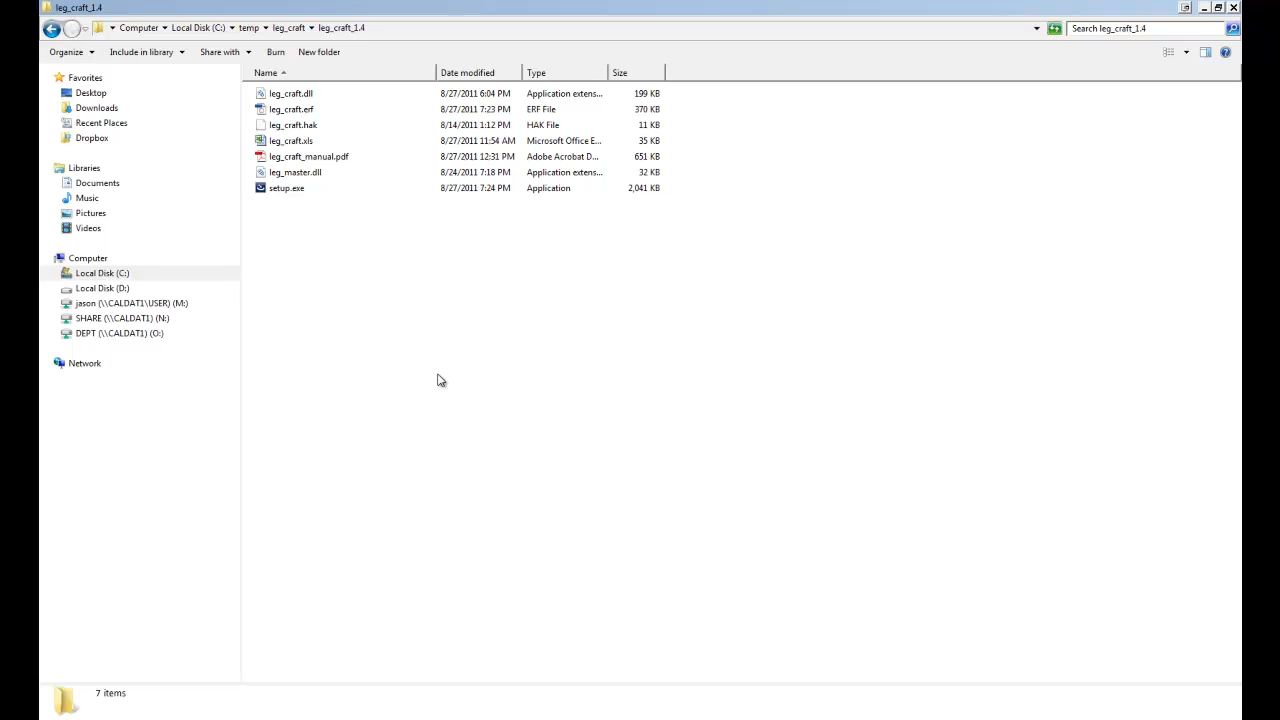 leg_craft_1.4
Computer Local Disk (C:) temp leg_craft leg_craft_1.4
Search leg_craft_1.4
Organize Include in library Share with Burn New folder
Favorites
Desktop
Downloads
Recent Places
Dropbox
Libraries
Documents
Music
Pictures
Videos
Computer
Local Disk (C:)
Local Disk (D:)
jason (\\CALDAT1\USER) (M:)
SHARE (\\CALDAT1) (N:)
DEPT (\\CALDAT1) (O:)
Network
Name Date modified Type Size
leg_craft.dll 8/27/2011 6:04 PM Application extens... 199 KB
leg_craft.erf 8/27/2011 7:23 PM ERF File 370 KB
leg_craft.hak 8/14/2011 1:12 PM HAK File 11 KB
leg_craft.xls 8/27/2011 11:54 AM Microsoft Office E... 35 KB
leg_craft_manual.pdf 8/27/2011 12:31 PM Adobe Acrobat D... 651 KB
leg_master.dll 8/24/2011 7:18 PM Application extens... 32 KB
setup.exe 8/27/2011 7:24 PM Application 2,041 KB
7 items